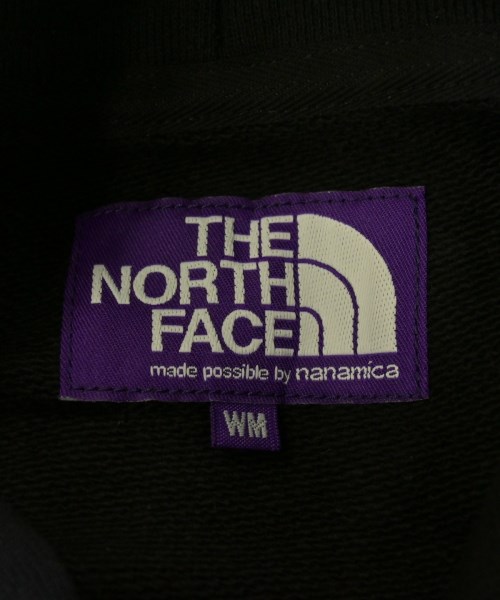 THE
NORTH
FACE
made possible by nanamica
WM